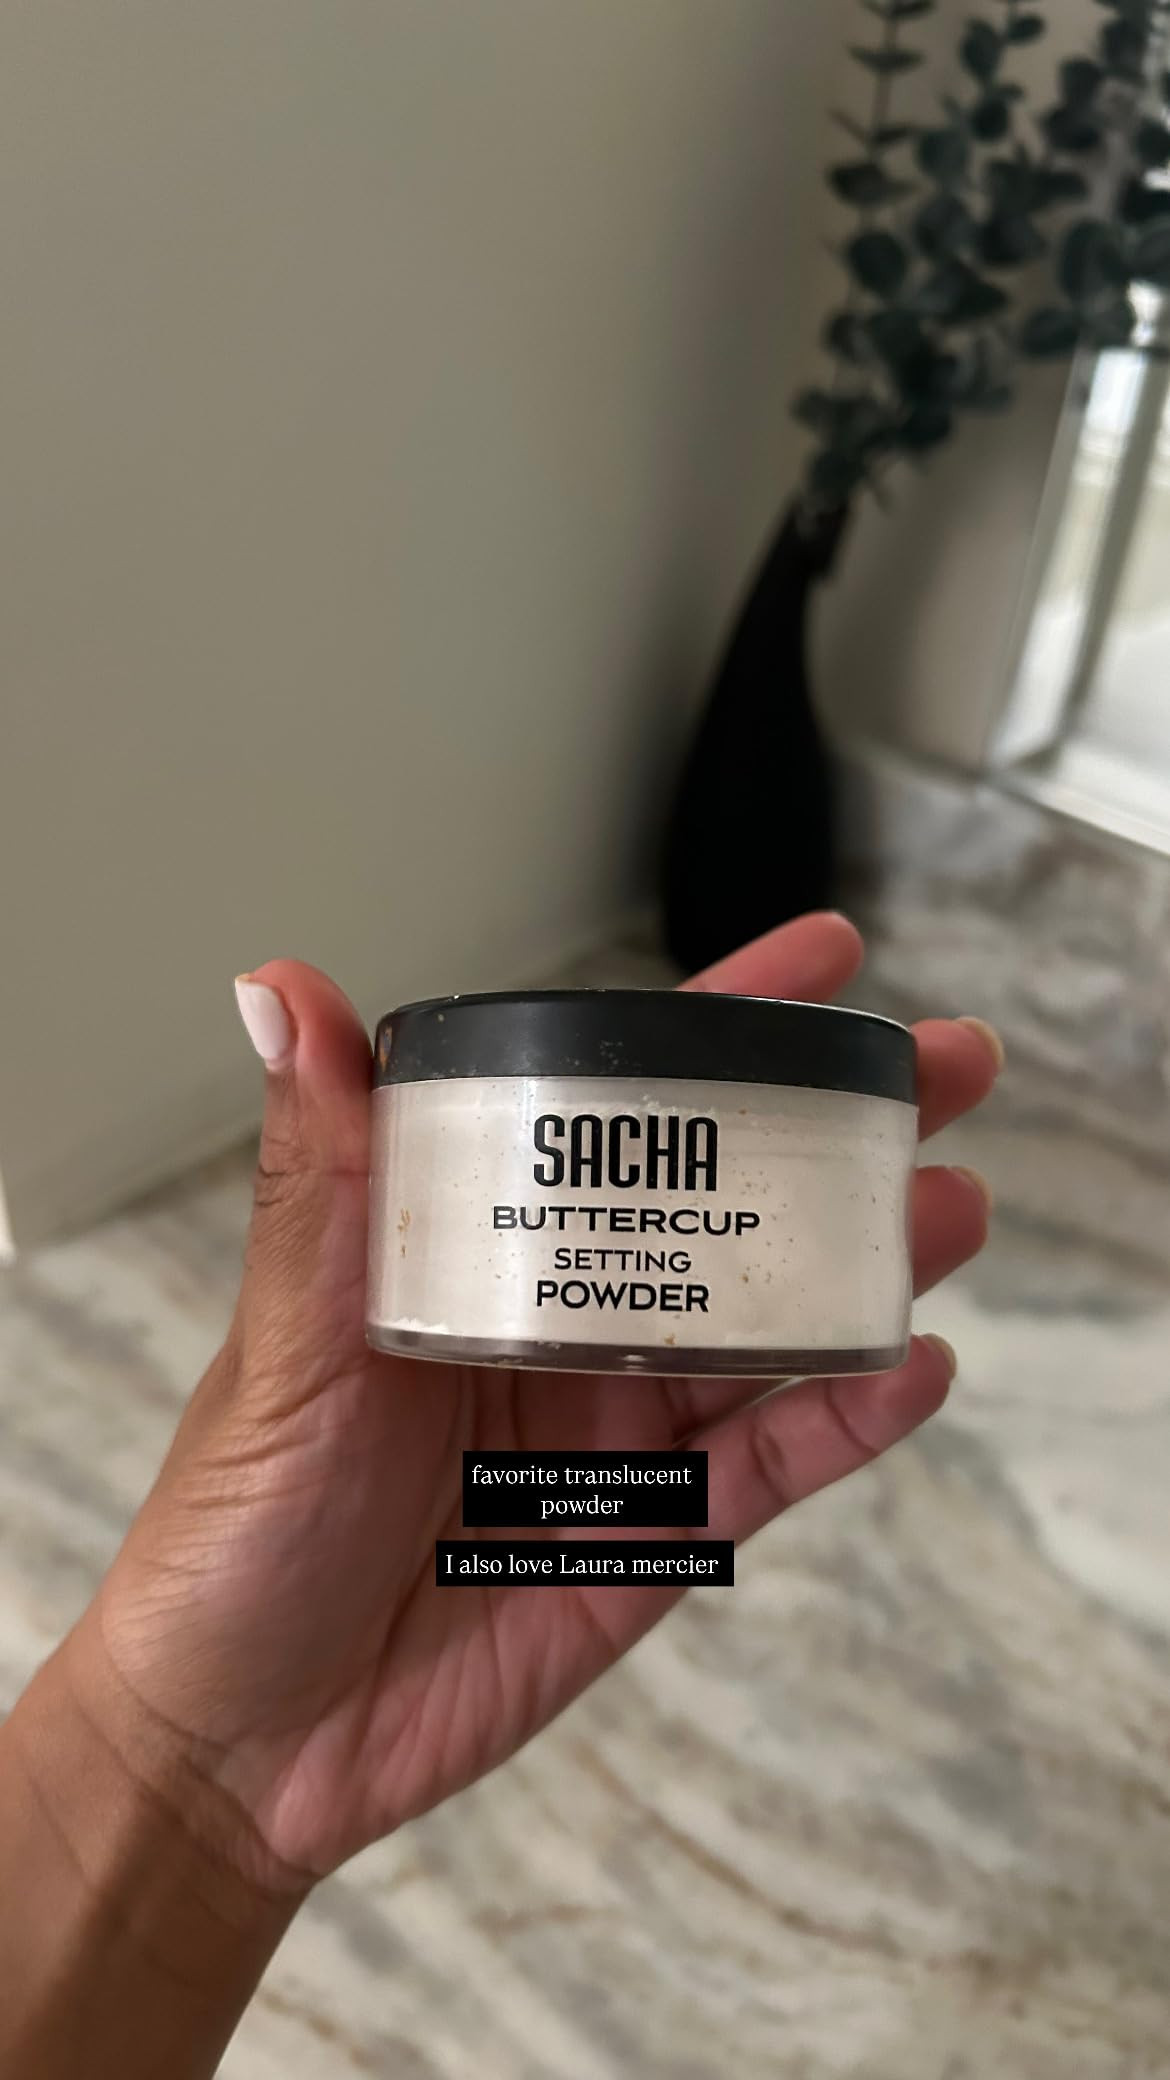 SACHA
BUTTERCUP
SETTING
POWDER
favorite translucent
powder
I also love Laura mercier